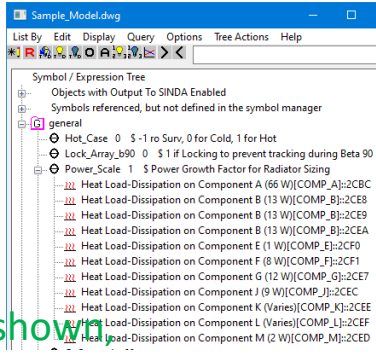 Sample_Model.dwg
List By Edit Display Query Options Tree Actions Help
Symbol / Expression Tree
Objects with Output To SINDA Enabled
Symbols referenced, but not defined in the symbol manager
G general
Hot_Case 0 $ -1 ro Surv, 0 for Cold, 1 for Hot
Lock_Array_b90 0 $ 1 if Locking to prevent tracking during Beta 90
Power_Scale 1 $ Power Growth Factor for Radiator Sizing
Heat Load-Dissipation on Component A (66 W)[COMP_A]::2CBC
Heat Load-Dissipation on Component B (13 W)[COMP_B]::2CE8
Heat Load-Dissipation on Component B (13 W)[COMP_B]::2CE9
Heat Load-Dissipation on Component B (13 W)[COMP_B]::2CEA
Heat Load-Dissipation on Component E (1 W)[COMP_E]::2CF0
Heat Load-Dissipation on Component F (8 W)[COMP_F]::2CF1
Heat Load-Dissipation on Component G (12 W)[COMP_G]::2CE7
Heat Load-Dissipation on Component J (9 W)[COMP_J]::2CEC
Heat Load-Dissipation on Component K (Varies)[COMP_K]::2CEE
Heat Load-Dissipation on Component L (Varies)[COMP_L]::2CEF
Heat Load-Dissipation on Component M (2 W)[COMP_M]::2CED
shown,